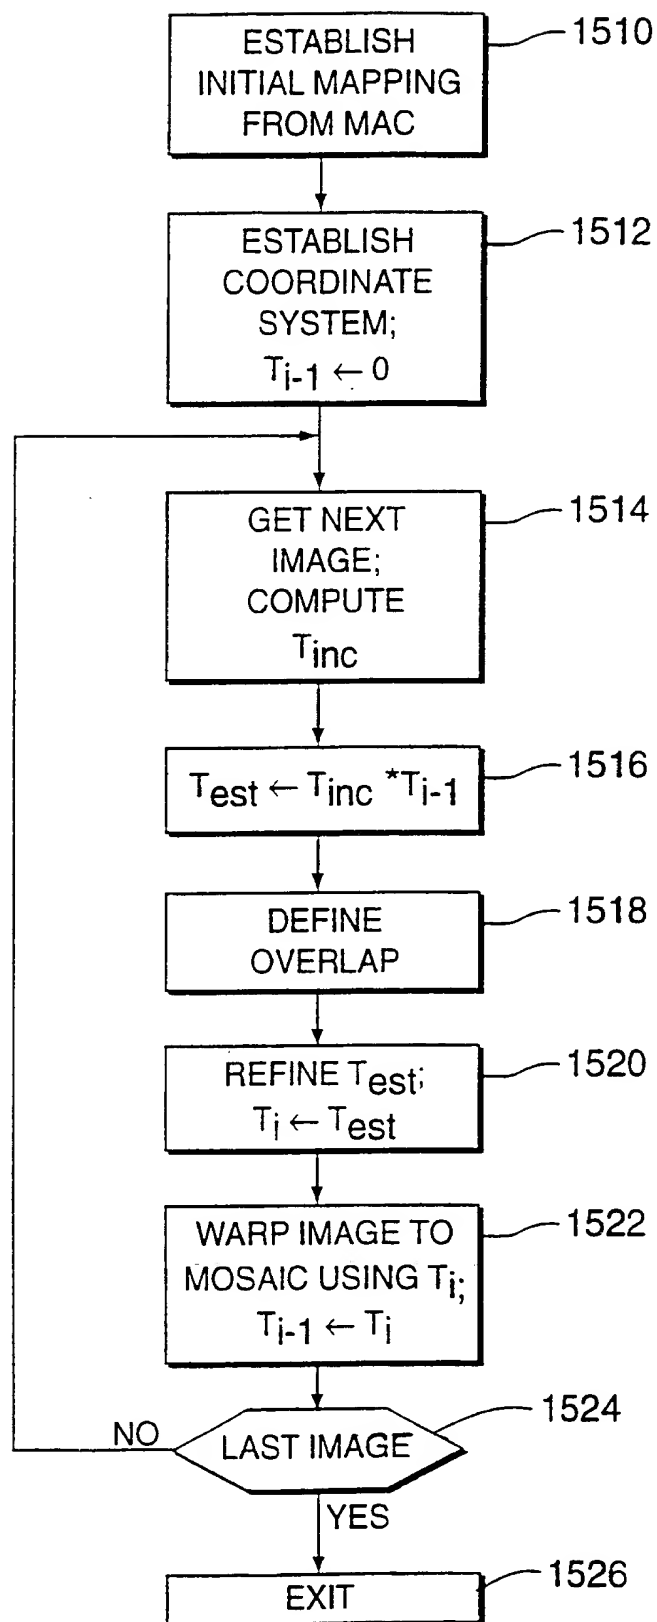 ESTABLISH
INITIAL MAPPING
FROM MAC
1510
ESTABLISH
COORDINATE
SYSTEM;
Ti-1 ← 0
1512
GET NEXT
IMAGE;
COMPUTE
Tinc
1514
Test ← Tinc *Ti-1
1516
DEFINE
OVERLAP
1518
REFINE Test;
Ti ← Test
1520
WARP IMAGE TO
MOSAIC USING Ti;
Ti-1 ← Ti
1522
LAST IMAGE
1524
NO
YES
EXIT
1526